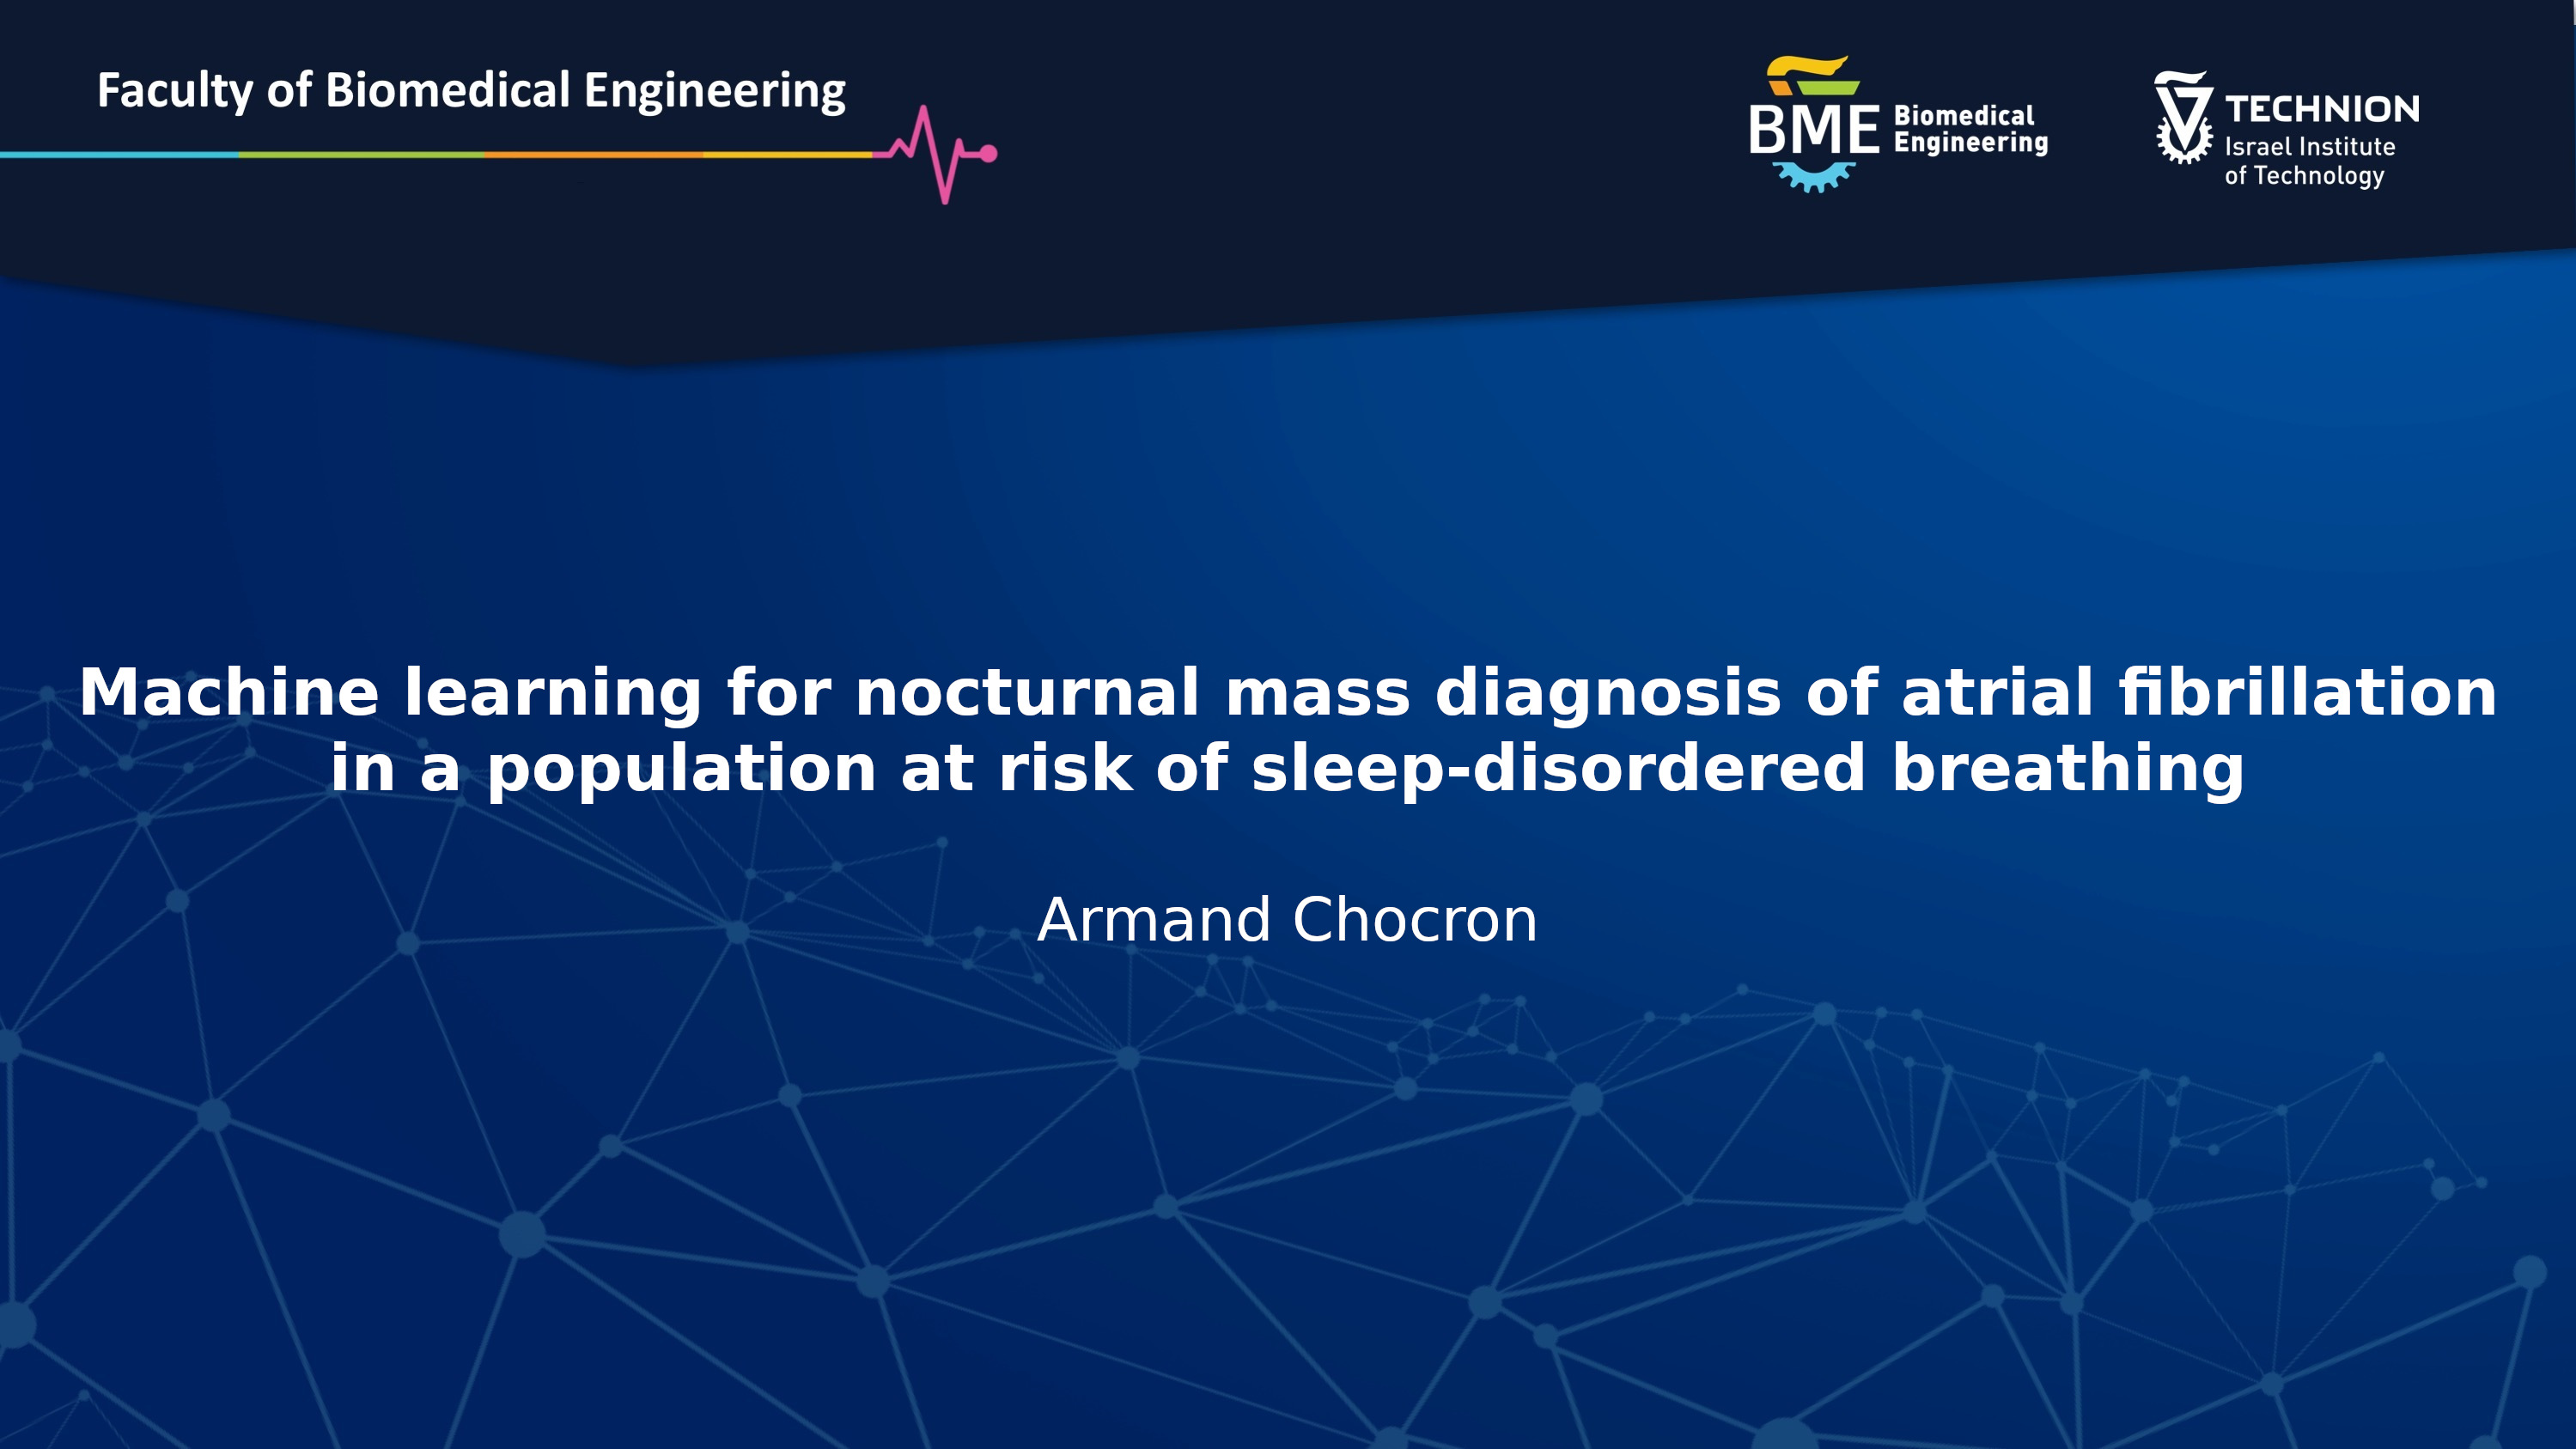 Faculty of Biomedical Engineering
BME
Biomedical
Engineering
TECHNION
Israel Institute
of Technology
Machine learning for nocturnal mass diagnosis of atrial fibrillation
in a population at risk of sleep-disordered breathing
Armand Chocron